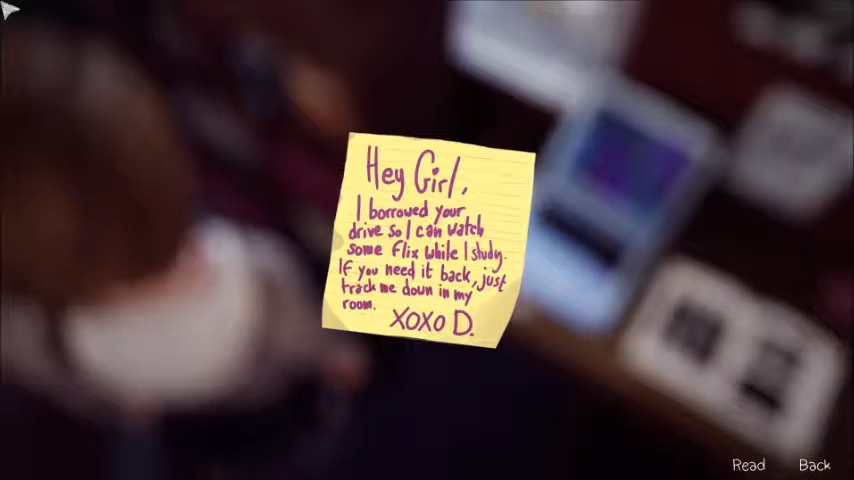 Hey Girl,
I borrowed your
drive so I can watch
some flix while I study.
If you need it back, just
track me down in my
room.
XOXO D.
Read Back